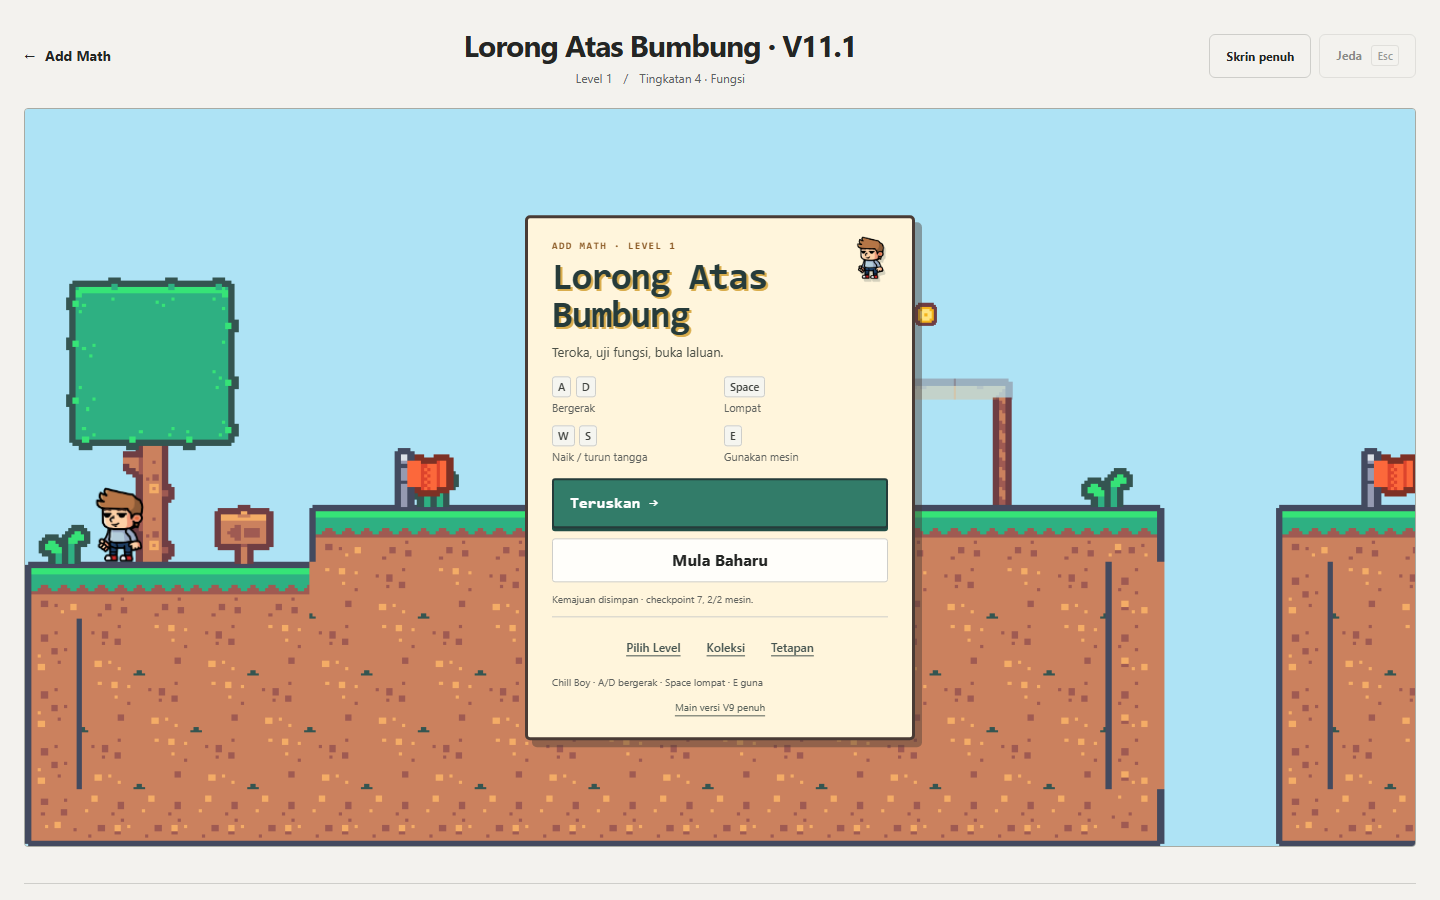 ← Add Math
Lorong Atas Bumbung · V11.1
Level 1 / Tingkatan 4 · Fungsi
Skrin penuh
Jeda Esc
ADD MATH · LEVEL 1
Lorong Atas
Bumbung
Teroka, uji fungsi, buka laluan.
A D
Bergerak
Space
Lompat
W S
Naik / turun tangga
E
Gunakan mesin
Teruskan →
Mula Baharu
Kemajuan disimpan · checkpoint 7, 2/2 mesin.
Pilih Level Koleksi Tetapan
Chill Boy · A/D bergerak · Space lompat · E guna
Main versi V9 penuh